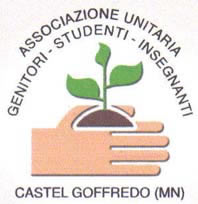 ASSOCIAZIONE UNITARIA
GENITORI - STUDENTI - INSEGNANTI
CASTEL GOFFREDO (MN)